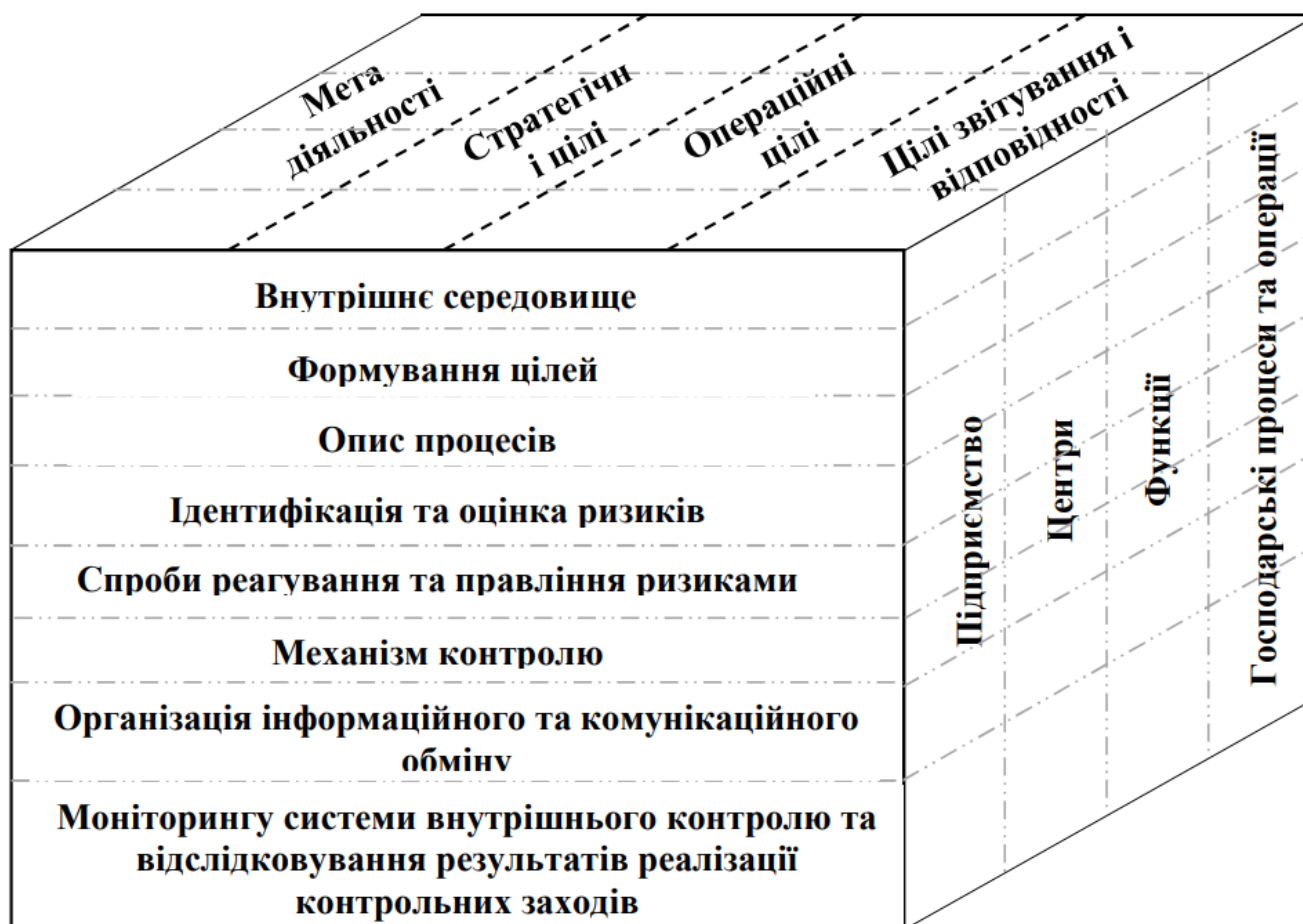 Мета
діяльності
Стратегічн
і цілі
Операційні
цілі
Цілі звітування і
відповідності
Внутрішнє середовище
Формування цілей
Опис процесів
Ідентифікація та оцінка ризиків
Спроби реагування та правління ризиками
Механізм контролю
Організація інформаційного та комунікаційного
обміну
Моніторингу системи внутрішнього контролю та
відслідковування результатів реалізації
контрольних заходів
Підприємство
Центри
Функції
Господарські процеси та операції